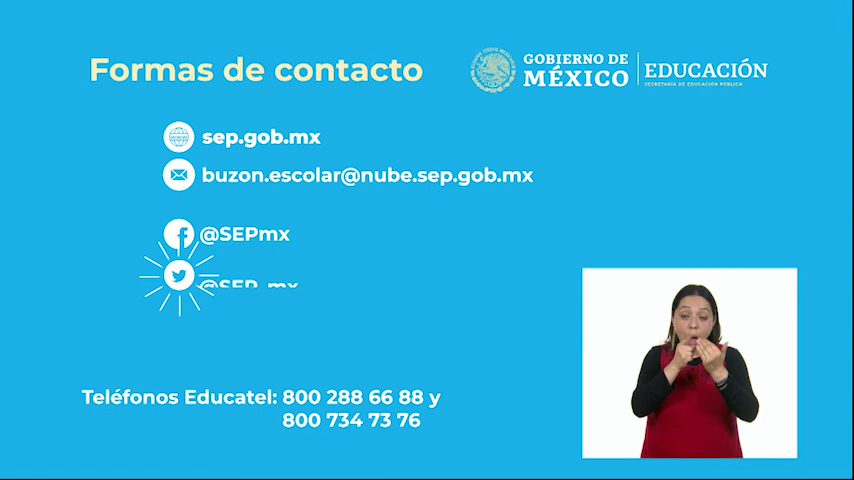 Formas de contacto
GOBIERNO DE
MÉXICO
EDUCACIÓN
SECRETARÍA DE EDUCACIÓN PÚBLICA
sep.gob.mx
buzon.escolar@nube.sep.gob.mx
@SEPmx
@SEP_mx
Teléfonos Educatel: 800 288 66 88 y
800 734 73 76